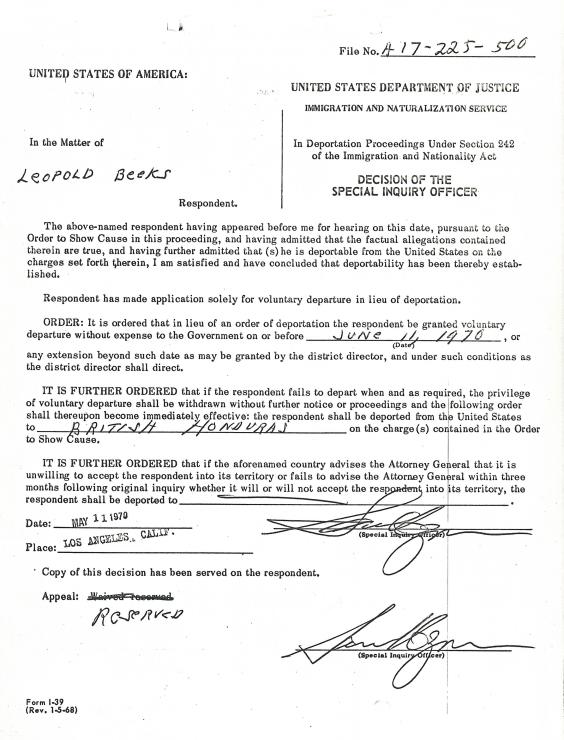 File No. A 17-225-500
UNITED STATES OF AMERICA:
UNITED STATES DEPARTMENT OF JUSTICE
IMMIGRATION AND NATURALIZATION SERVICE
In the Matter of
In Deportation Proceedings Under Section 242
of the Immigration and Nationality Act
LeoPOLD BeeKS
DECISION OF THE
SPECIAL INQUIRY OFFICER
Respondent.
The above-named respondent having appeared before me for hearing on this date, pursuant to the
Order to Show Cause in this proceeding, and having admitted that the factual allegations contained
therein are true, and having further admitted that (s)he is deportable from the United States on the
charges set forth therein, I am satisfied and have concluded that deportability has been thereby estab-
lished.
Respondent has made application solely for voluntary departure in lieu of deportation.
ORDER: It is ordered that in lieu of an order of deportation the respondent be granted voluntary
departure without expense to the Government on or before JUNe 11, 1970, or
(Date)
any extension beyond such date as may be granted by the district director, and under such conditions as
the district director shall direct.
IT IS FURTHER ORDERED that if the respondent fails to depart when and as required, the privilege
of voluntary departure shall be withdrawn without further notice or proceedings and the following order
shall thereupon become immediately effective: the respondent shall be deported from the United States
to BRITISH HONDURAS on the charge(s) contained in the Order
to Show Cause.
IT IS FURTHER ORDERED that if the aforenamed country advises the Attorney General that it is
unwilling to accept the respondent into its territory or fails to advise the Attorney General within three
months following original inquiry whether it will or will not accept the respondent into its territory, the
respondent shall be deported to .
Date: MAY 11 1970
(Special Inquiry Officer)
Place: LOS ANGELES, CALIF.
Copy of this decision has been served on the respondent.
Appeal: Waived-reserved
ReSeRVED
(Special Inquiry Officer)
Form I-39
(Rev. 1-5-68)